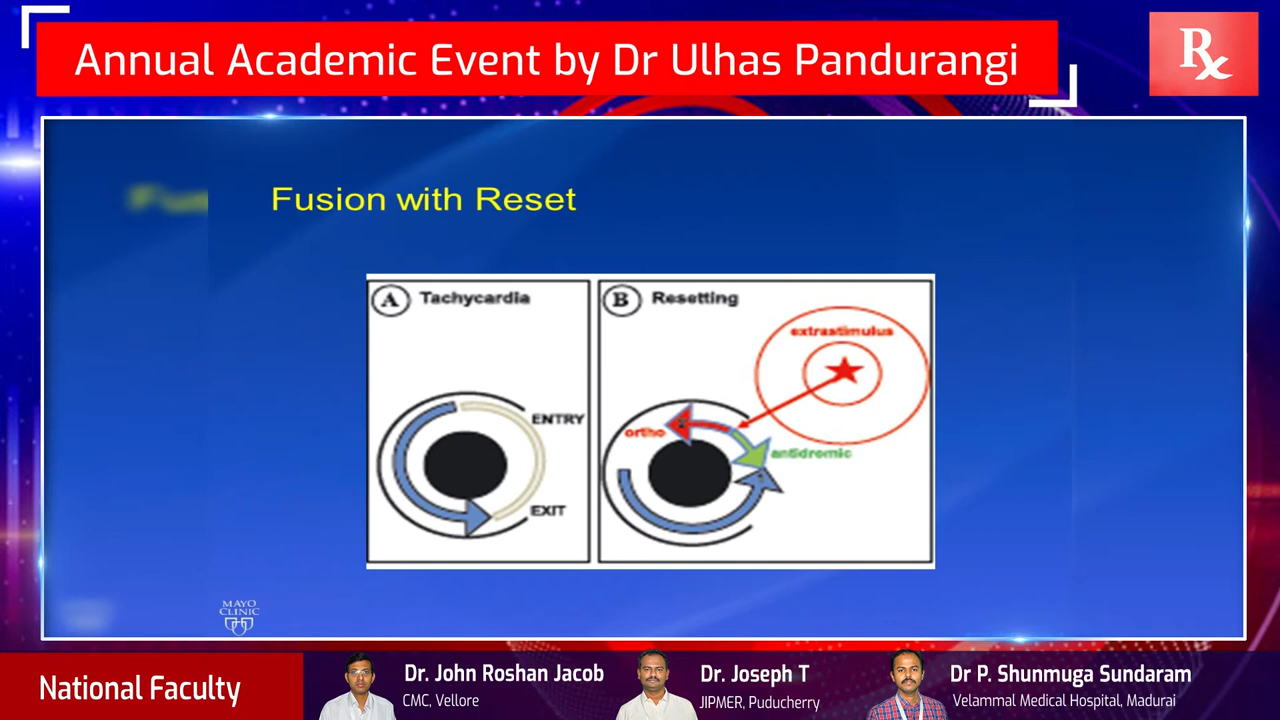 Annual Academic Event by Dr Ulhas Pandurangi
Rx
Fusion with Reset
A Tachycardia
ENTRY
EXIT
B Resetting
extrastimulus
ortho
antidromic
MAYO
CLINIC
National Faculty
Dr. John Roshan Jacob
CMC, Vellore
Dr. Joseph T
JIPMER, Puducherry
Dr P. Shunmuga Sundaram
Velammal Medical Hospital, Madurai